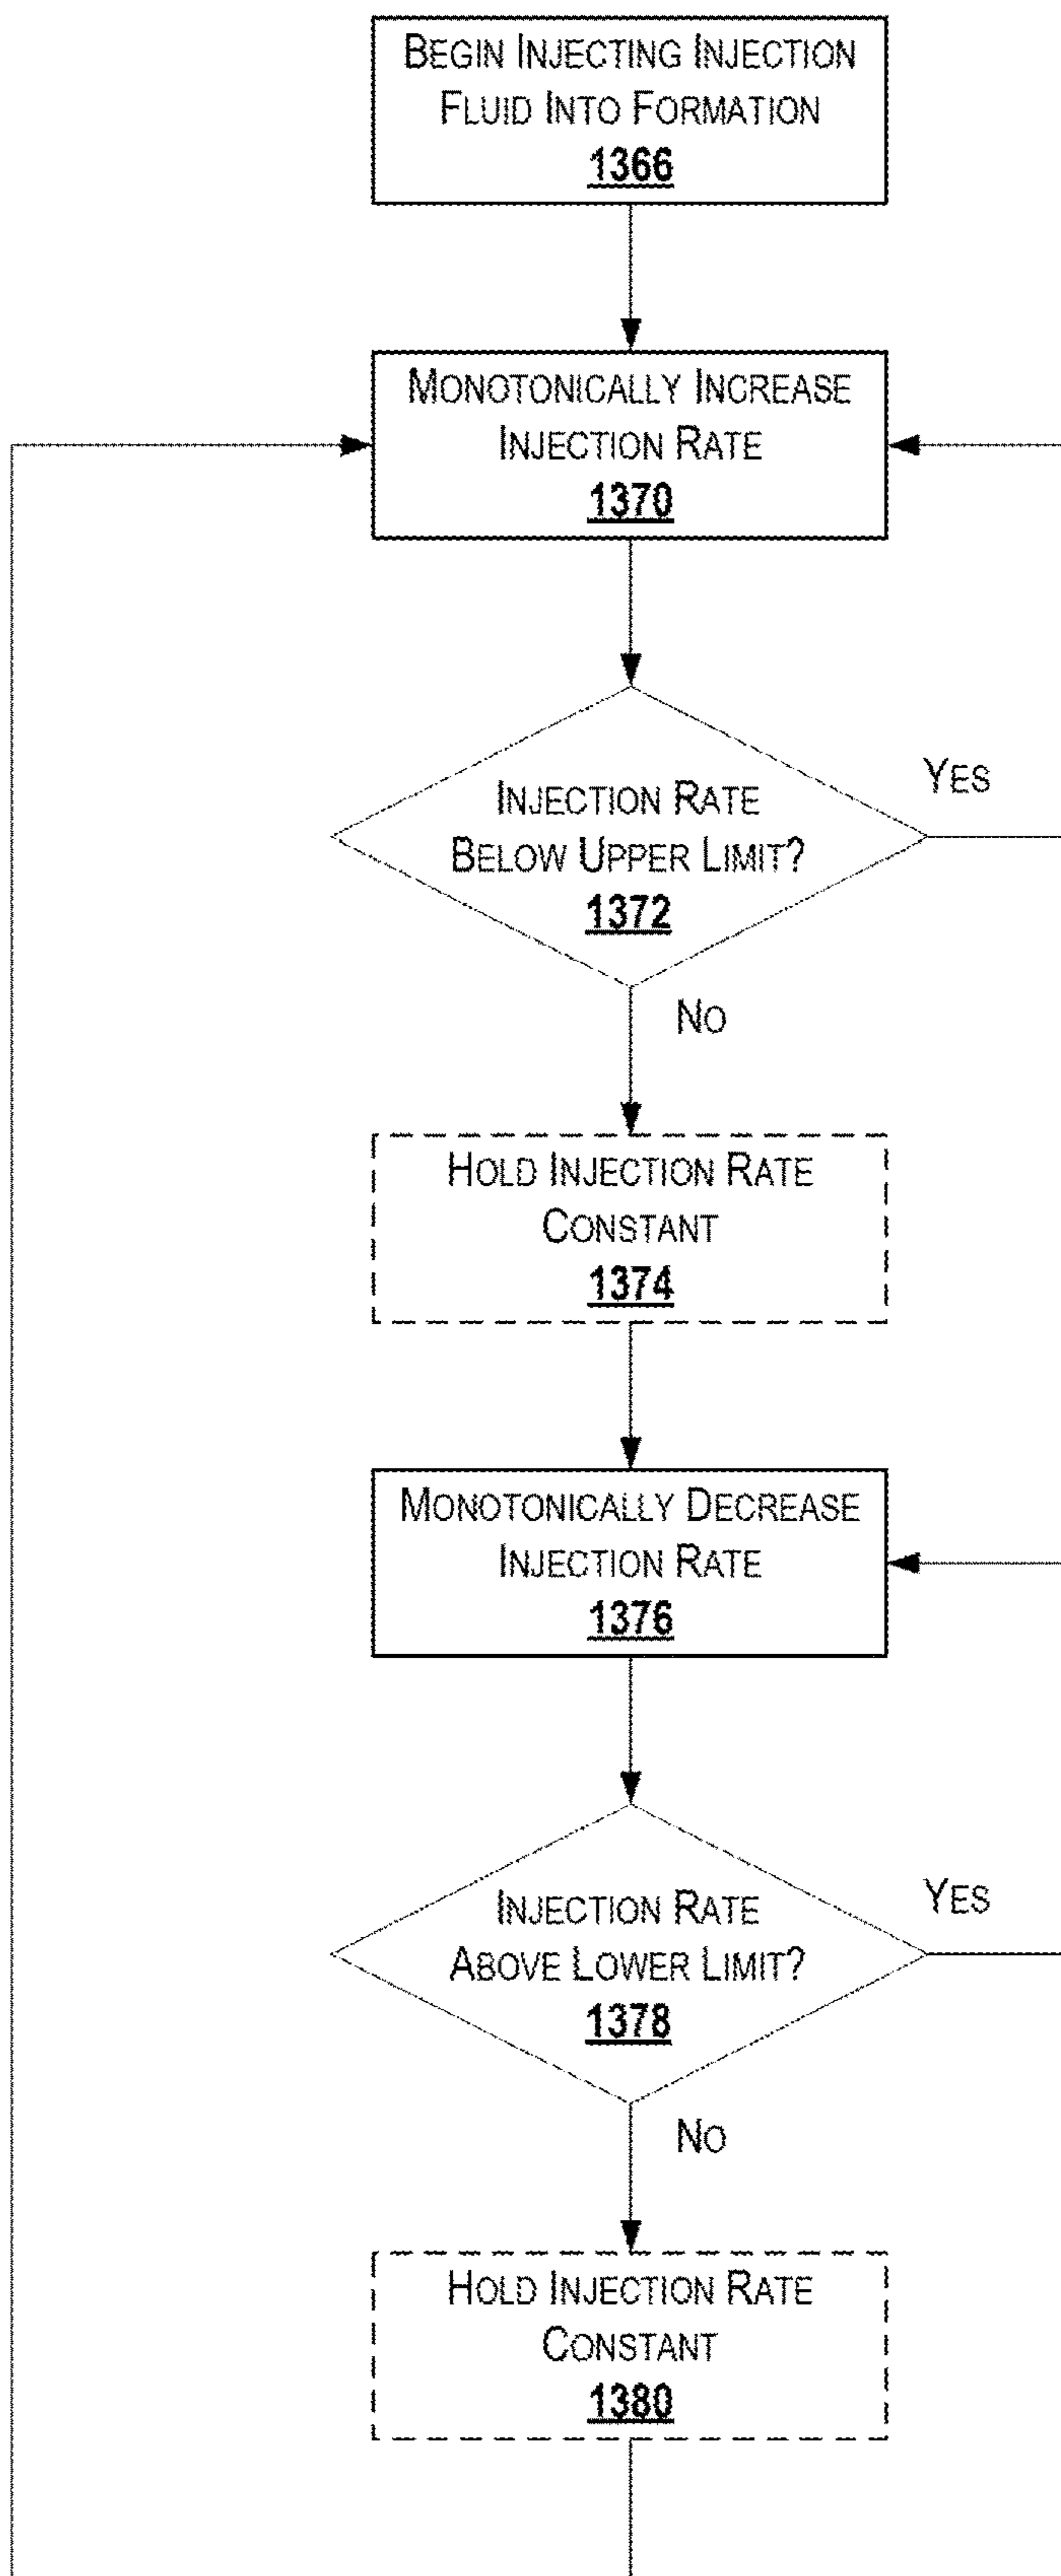 BEGIN INJECTING INJECTION
FLUID INTO FORMATION
1366
MONOTONICALLY INCREASE
INJECTION RATE
1370
INJECTION RATE
BELOW UPPER LIMIT?
1372
YES
NO
HOLD INJECTION RATE
CONSTANT
1374
MONOTONICALLY DECREASE
INJECTION RATE
1376
INJECTION RATE
ABOVE LOWER LIMIT?
1378
YES
NO
HOLD INJECTION RATE
CONSTANT
1380